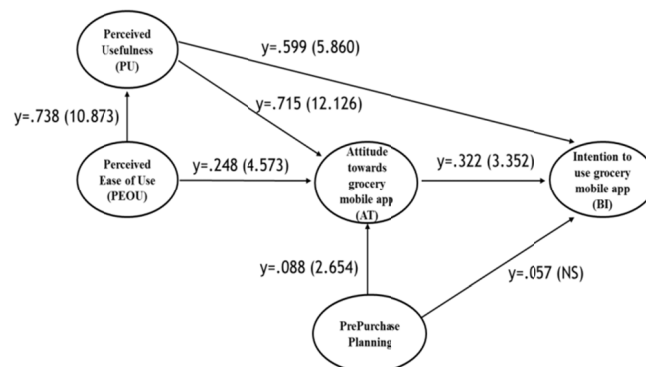 Perceived
Usefulness
(PU)
y=.599 (5.860)
y=.738 (10.873)
y=.715 (12.126)
Perceived
Ease of Use
(PEOU)
y=.248 (4.573)
Attitude
towards
grocery
mobile app
(AT)
y=.322 (3.352)
Intention to
use grocery
mobile app
(BI)
y=.088 (2.654)
y=.057 (NS)
PrePurchase
Planning